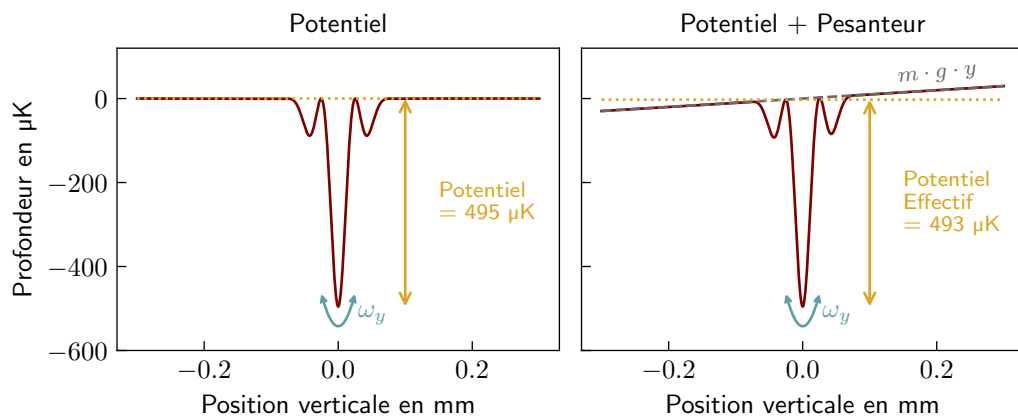 Potentiel
Potentiel + Pesanteur
Profondeur en µK
0
−200
−400
−600
Potentiel
= 495 µK
ω_y
−0.2
0.0
0.2
Position verticale en mm
m · g · y
Potentiel
Effectif
= 493 µK
ω_y
−0.2
0.0
0.2
Position verticale en mm